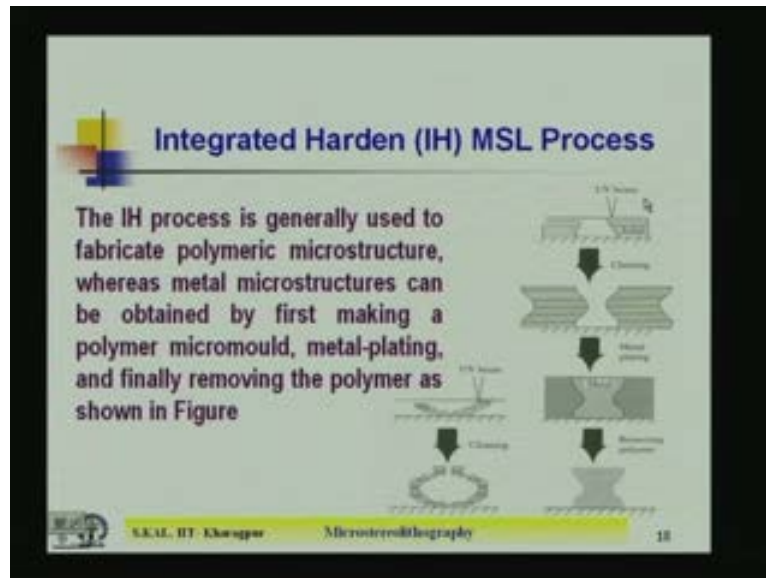 Integrated Harden (IH) MSL Process
The IH process is generally used to
fabricate polymeric microstructure,
whereas metal microstructures can
be obtained by first making a
polymer micromould, metal-plating,
and finally removing the polymer as
shown in Figure
UV beam
Cleaning
Metal
plating
Removing
polymer
UV beam
Cleaning
S.KAL, IIT- Kharagpur
Microstereolithography
18